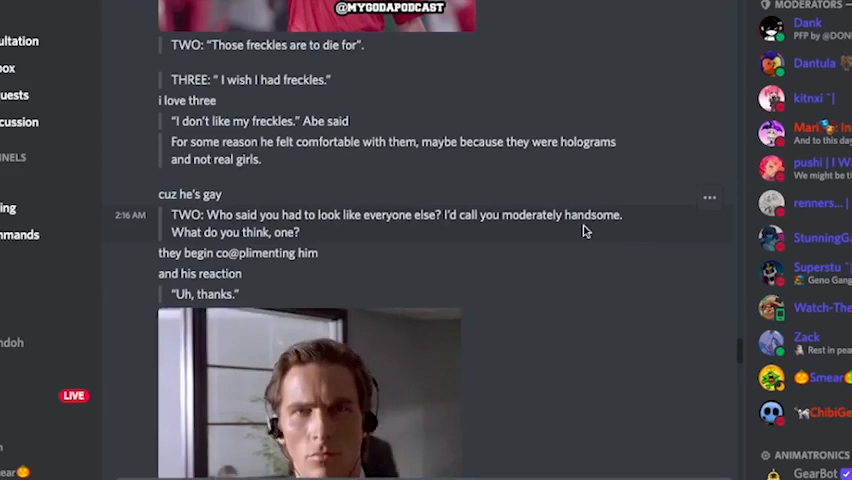 @MYGODAPODCAST
TWO: “Those freckles are to die for”.
THREE: “ I wish I had freckles.”
i love three
“I don’t like my freckles.” Abe said
For some reason he felt comfortable with them, maybe because they were holograms
and not real girls.
cuz he’s gay
2:16 AM
TWO: Who said you had to look like everyone else? I’d call you moderately handsome.
What do you think, one?
they begin co@plimenting him
and his reaction
“Uh, thanks.”
ultation
box
uests
cussion
NELS
ing
mmands
ndoh
LIVE
ear🎃
MODERATORS
Dank
PFP by @DON
Dantula
kitnxi ˜|
Mari In
And to this day
pushi | I W
We might be th
renners... |
StunningGa
Superstu ˜|
Geno Gang
Watch-The
Zack
Rest in pea
🎃Smear
ChibiGe
ANIMATRONICS
GearBot